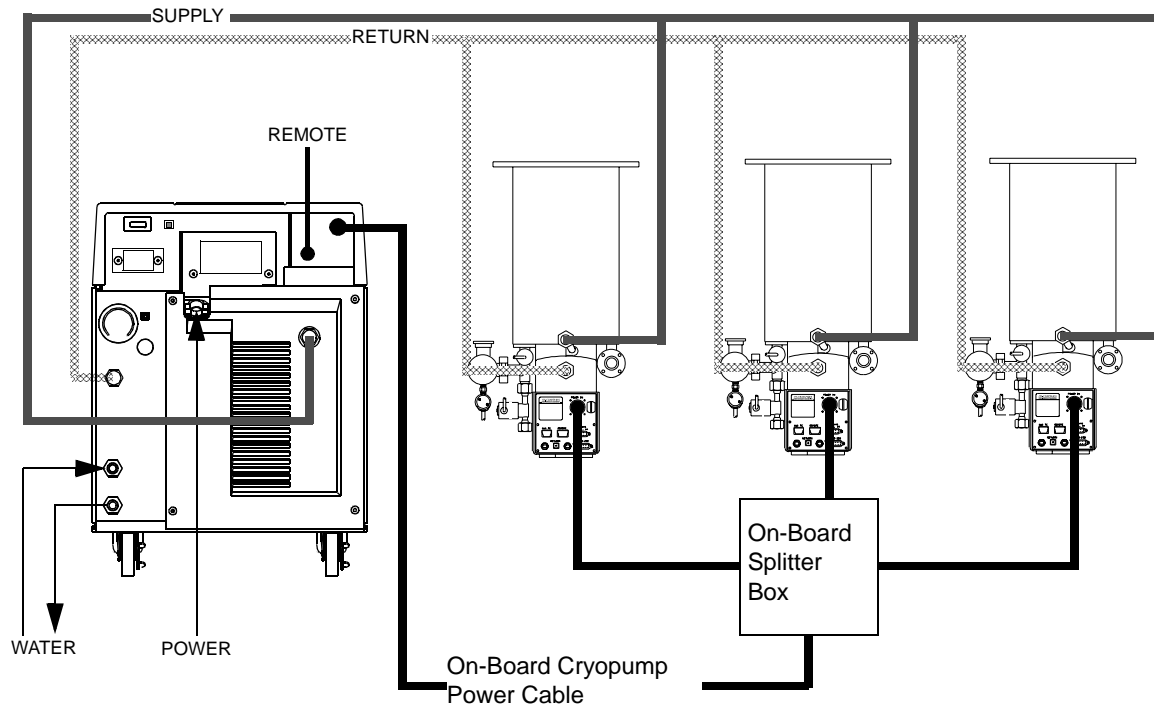 SUPPLY
RETURN
REMOTE
On-Board
Splitter
Box
WATER
POWER
On-Board Cryopump
Power Cable